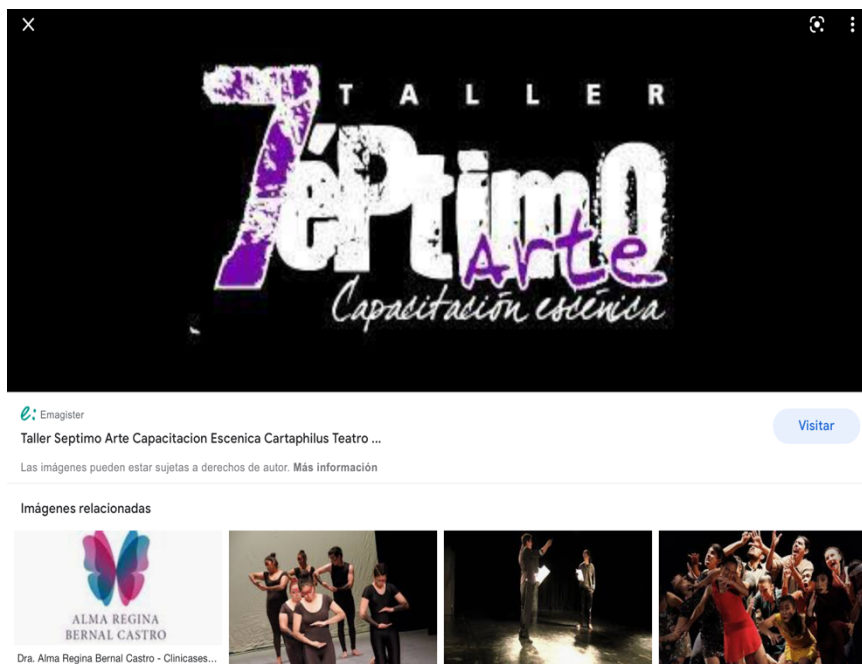 TALLER
7éPtimO
Arte
Capacitación escénica
e: Emagister
Taller Septimo Arte Capacitacion Escenica Cartaphilus Teatro ...
Visitar
Las imágenes pueden estar sujetas a derechos de autor. Más información
Imágenes relacionadas
ALMA REGINA
BERNAL CASTRO
Dra. Alma Regina Bernal Castro - Clinicases...